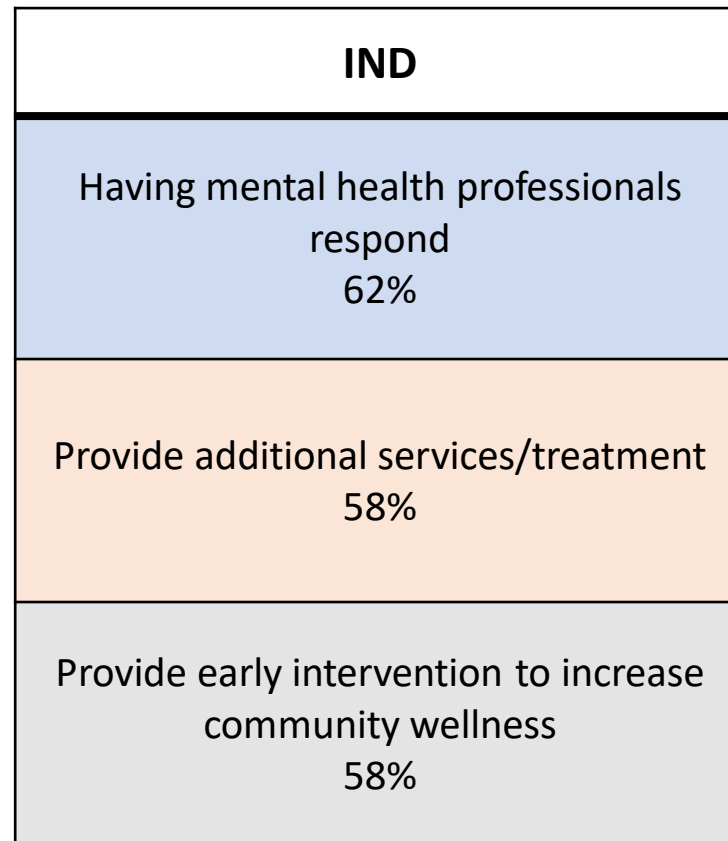 IND
Having mental health professionals
respond
62%
Provide additional services/treatment
58%
Provide early intervention to increase
community wellness
58%